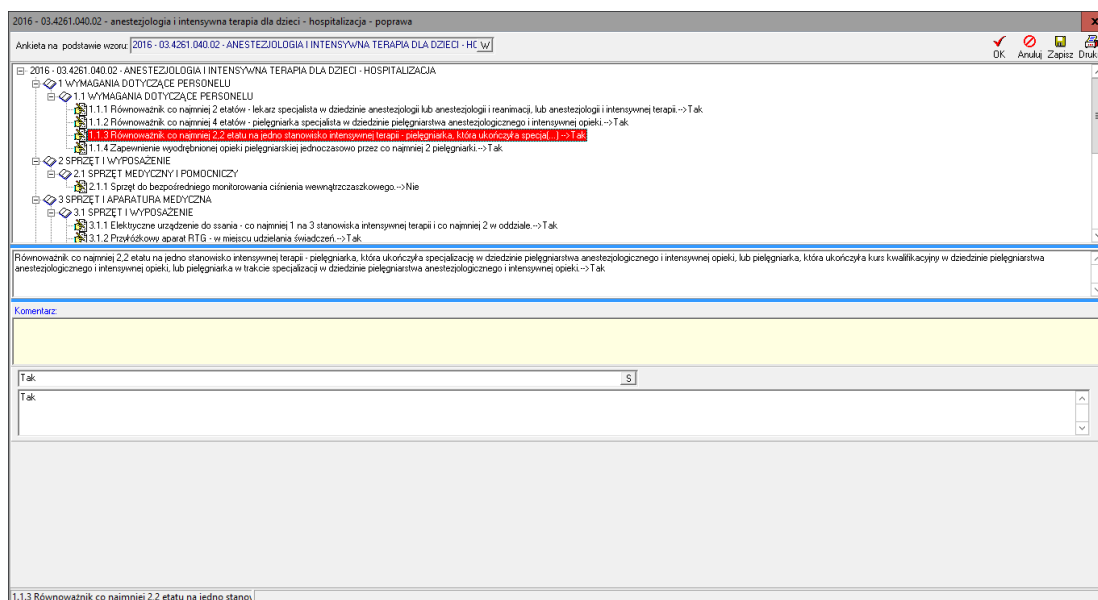 2016 - 03.4261.040.02 - anestezjologia i intensywna terapia dla dzieci - hospitalizacja - poprawa
x
Ankieta na podstawie wzoru: 2016 - 03.4261.040.02 - ANESTEZJOLOGIA I INTENSYWNA TERAPIA DLA DZIECI - HC W
OK Anuluj Zapisz Druk
2016 - 03.4261.040.02 - ANESTEZJOLOGIA I INTENSYWNA TERAPIA DLA DZIECI - HOSPITALIZACJA
1 WYMAGANIA DOTYCZĄCE PERSONELU
1.1 WYMAGANIA DOTYCZĄCE PERSONELU
1.1.1 Równoważnik co najmniej 2 etatów - lekarz specjalista w dziedzinie anestezjologii lub anestezjologii i reanimacji, lub anestezjologii i intensywnej terapii.-->Tak
1.1.2 Równoważnik co najmniej 4 etatów - pielęgniarka specjalista w dziedzinie pielęgniarstwa anestezjologicznego i intensywnej opieki.-->Tak
1.1.3 Równoważnik co najmniej 2,2 etatu na jedno stanowisko intensywnej terapii - pielęgniarka, która ukończyła specja(...) -->Tak
1.1.4 Zapewnienie wyodrębnionej opieki pielęgniarskiej jednoczasowo przez co najmniej 2 pielęgniarki.-->Tak
2 SPRZĘT I WYPOSAŻENIE
2.1 SPRZĘT MEDYCZNY I POMOCNICZY
2.1.1 Sprzęt do bezpośredniego monitorowania ciśnienia wewnątrzczaszkowego.-->Nie
3 SPRZĘT I APARATURA MEDYCZNA
3.1 SPRZĘT I WYPOSAŻENIE
3.1.1 Elektryczne urządzenie do ssania - co najmniej 1 na 3 stanowiska intensywnej terapii i co najmniej 2 w oddziale.-->Tak
3.1.2 Przyłóżkowy aparat RTG - w miejscu udzielania świadczeń.-->Tak
Równoważnik co najmniej 2,2 etatu na jedno stanowisko intensywnej terapii - pielęgniarka, która ukończyła specjalizację w dziedzinie pielęgniarstwa anestezjologicznego i intensywnej opieki, lub pielęgniarka, która ukończyła kurs kwalifikacyjny w dziedzinie pielęgniarstwa
anestezjologicznego i intensywnej opieki, lub pielęgniarka w trakcie specjalizacji w dziedzinie pielęgniarstwa anestezjologicznego i intensywnej opieki.-->Tak
Komentarz:
Tak S
Tak
1.1.3 Równoważnik co najmniej 2,2 etatu na jedno stanow